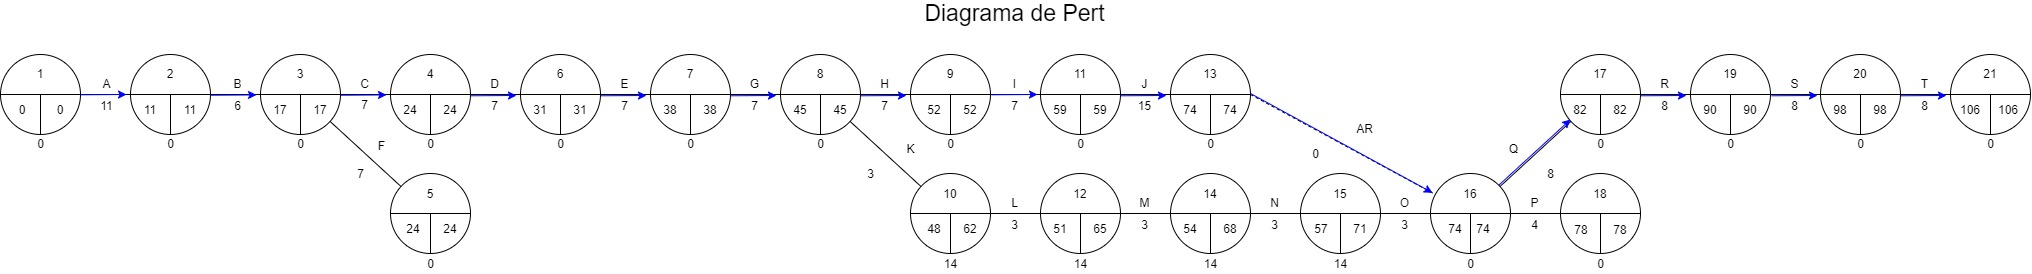 Diagrama de Pert
1 2 3 4 6 7 8 9 11 13 17 19 20 21
A B C D E G H I J R S T
11 6 7 7 7 7 7 7 15 8 8 8
0 0 11 11 17 17 24 24 31 31 38 38 45 45 52 52 59 59 74 74 82 82 90 90 98 98 106 106
0 0 0 0 0 0 0 0 0 0 0 0 0 0
AR
F K Q
0
7 3 8
5 10 12 14 15 16 18
L M N O P
3 3 3 3 4
24 24 48 62 51 65 54 68 57 71 74 74 78 78
0 14 14 14 14 0 0